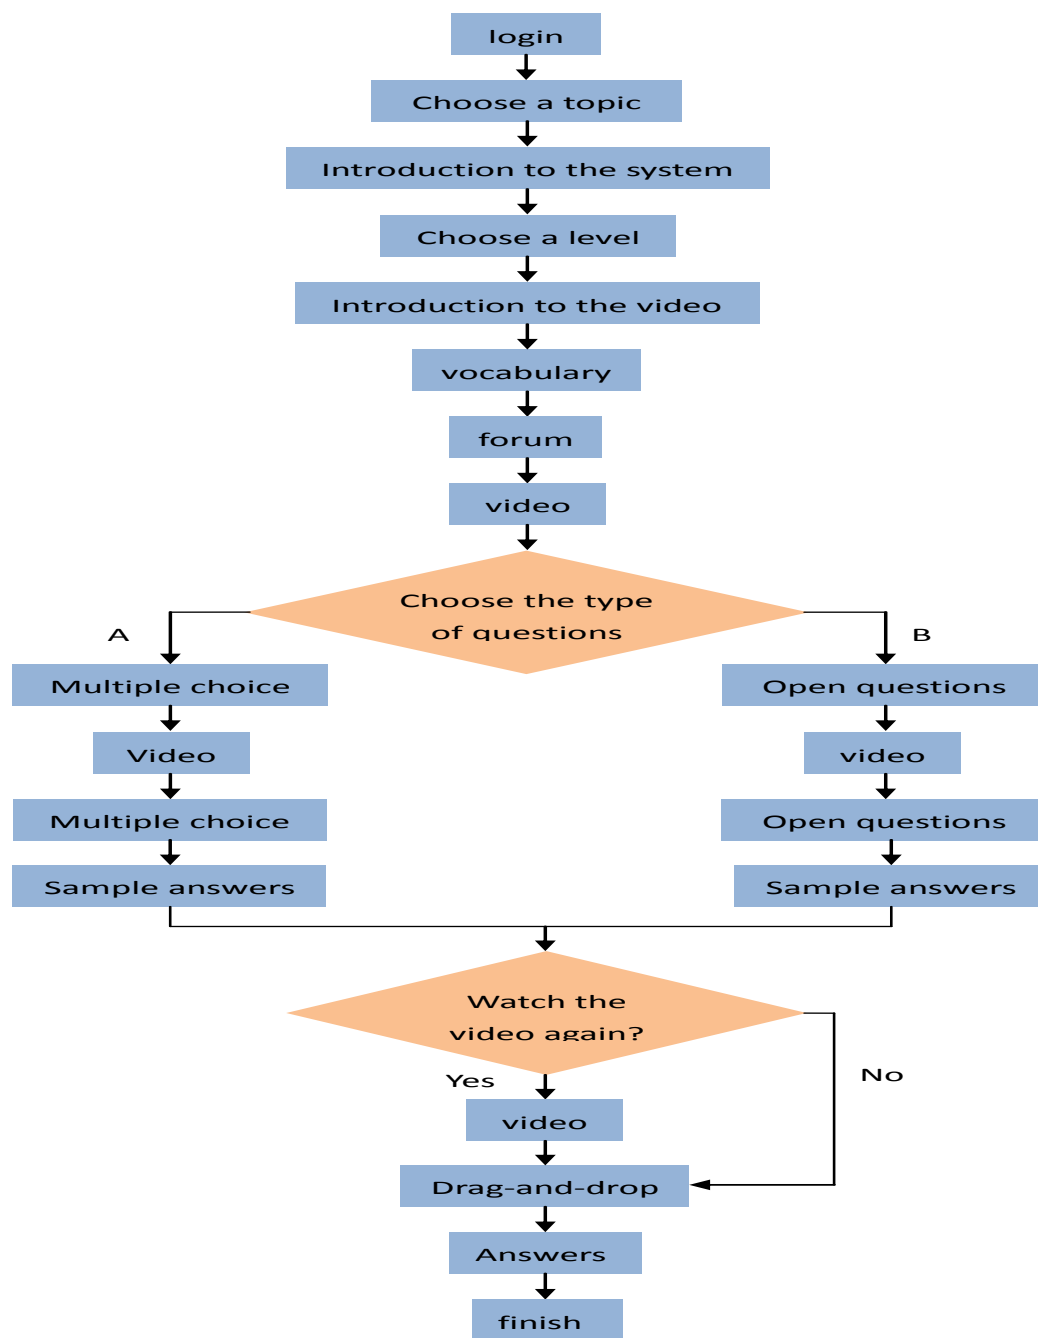 login
Choose a topic
Introduction to the system
Choose a level
Introduction to the video
vocabulary
forum
video
Choose the type
of questions
A
B
Multiple choice
Open questions
Video
video
Multiple choice
Open questions
Sample answers
Sample answers
Watch the
video again?
Yes
No
video
Drag-and-drop
Answers
finish